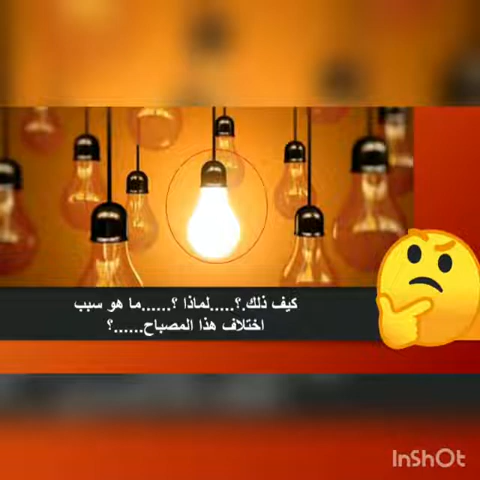 كيف ذلك.؟.....لماذا ؟......ما هو سبب
اختلاف هذا المصباح......؟
InShOt